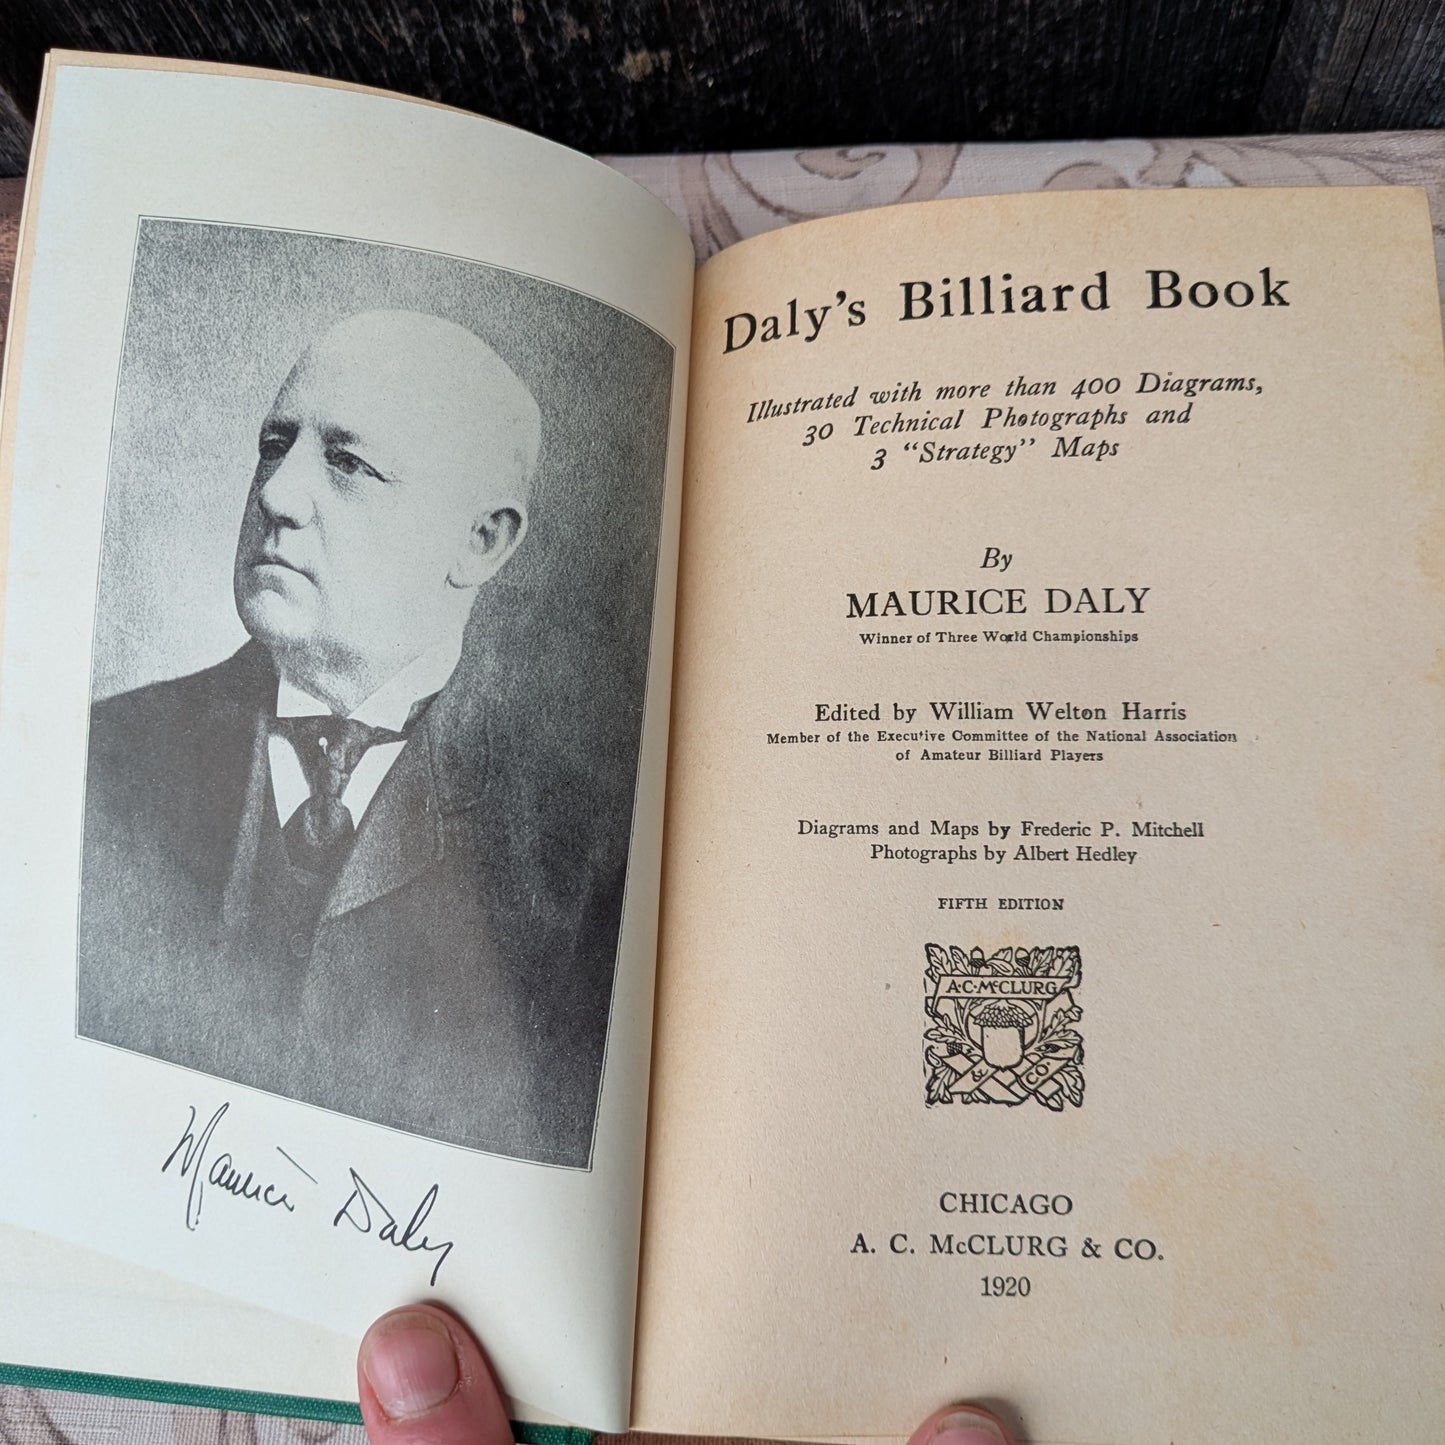 Maurice Daly
Daly's Billiard Book
Illustrated with more than 400 Diagrams,
30 Technical Photographs and
3 "Strategy" Maps
By
MAURICE DALY
Winner of Three World Championships
Edited by William Welton Harris
Member of the Executive Committee of the National Association
of Amateur Billiard Players
Diagrams and Maps by Frederic P. Mitchell
Photographs by Albert Hedley
FIFTH EDITION
A·C·McCLURG
& CO·
CHICAGO
A. C. McCLURG & CO.
1920